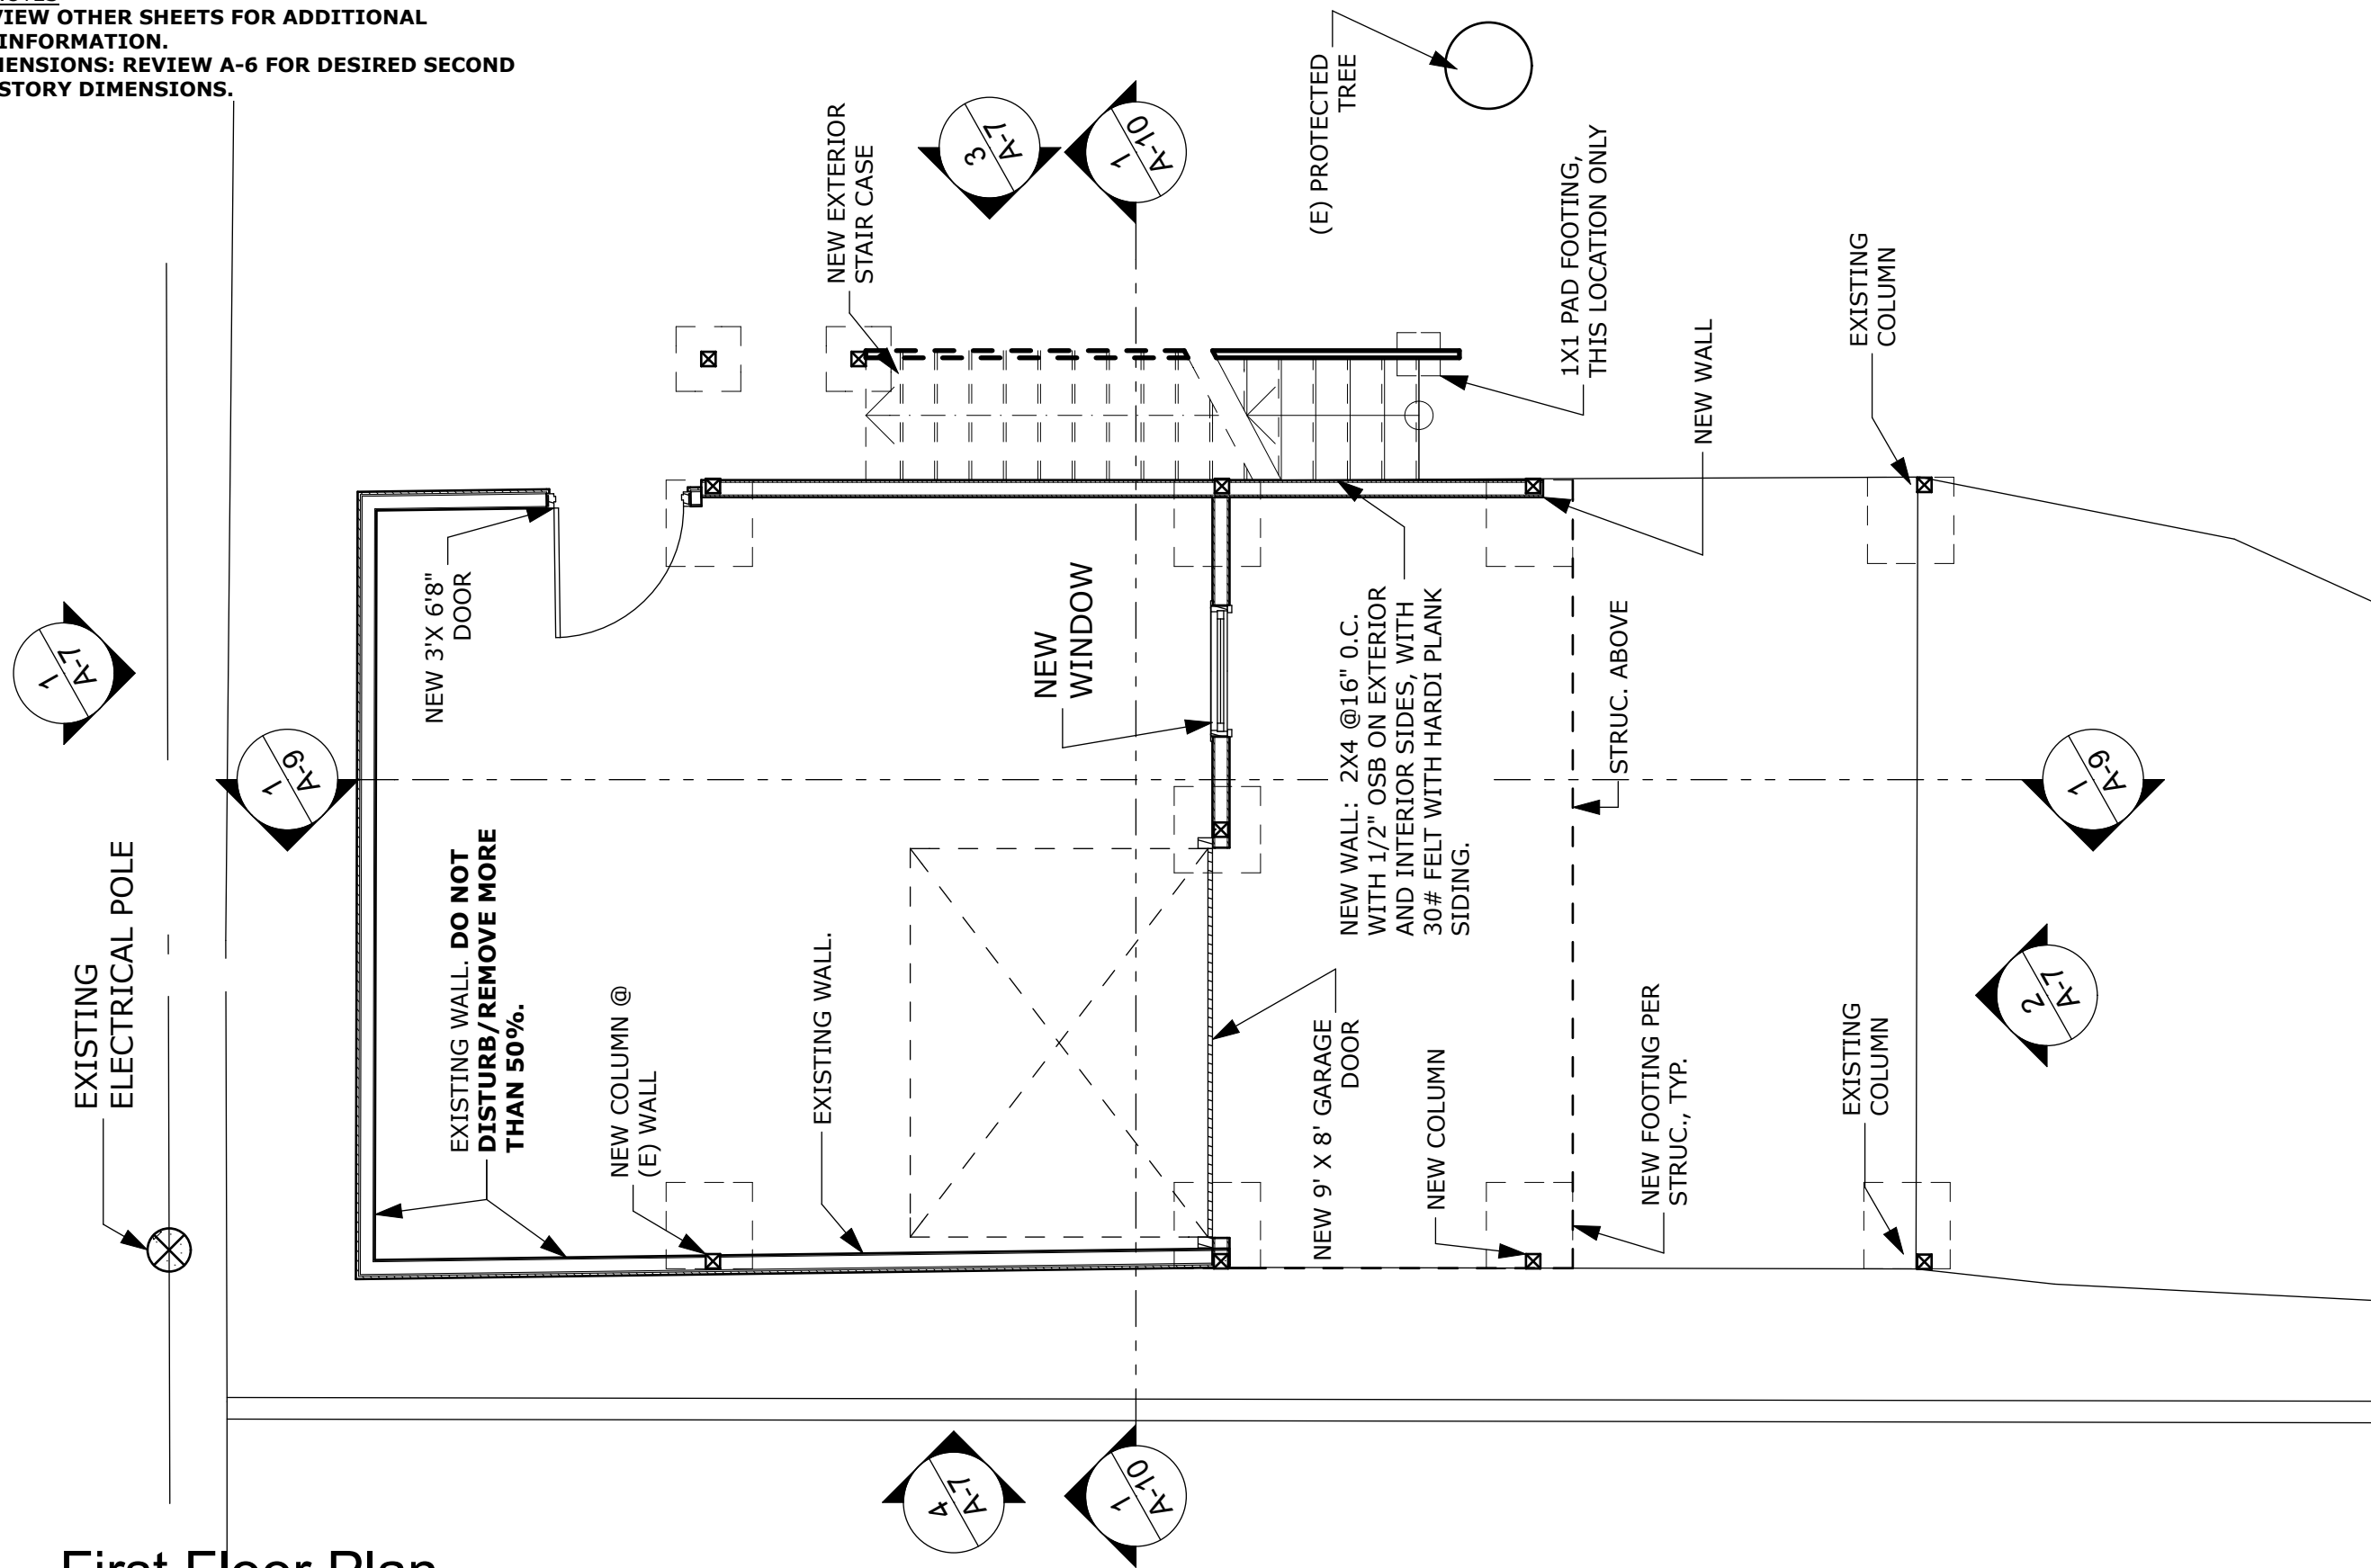 VIEW OTHER SHEETS FOR ADDITIONAL
INFORMATION.
MENSIONS: REVIEW A-6 FOR DESIRED SECOND
STORY DIMENSIONS.
EXISTING
ELECTRICAL POLE
1
A-7
1
A-9
EXISTING WALL. DO NOT
DISTURB/REMOVE MORE
THAN 50%.
NEW 3'X 6'8"
DOOR
NEW COLUMN @
(E) WALL
EXISTING WALL.
NEW EXTERIOR
STAIR CASE
3
A-7
1
A-10
NEW
WINDOW
(E) PROTECTED
TREE
NEW 9' X 8' GARAGE
DOOR
NEW WALL: 2X4 @16" O.C.
WITH 1/2" OSB ON EXTERIOR
AND INTERIOR SIDES, WITH
30# FELT WITH HARDI PLANK
SIDING.
NEW COLUMN
1X1 PAD FOOTING,
THIS LOCATION ONLY
STRUC. ABOVE
NEW FOOTING PER
STRUC., TYP.
NEW WALL
EXISTING
COLUMN
EXISTING
COLUMN
2
A-7
1
A-9
4
A-7
1
A-10
First Floor Plan